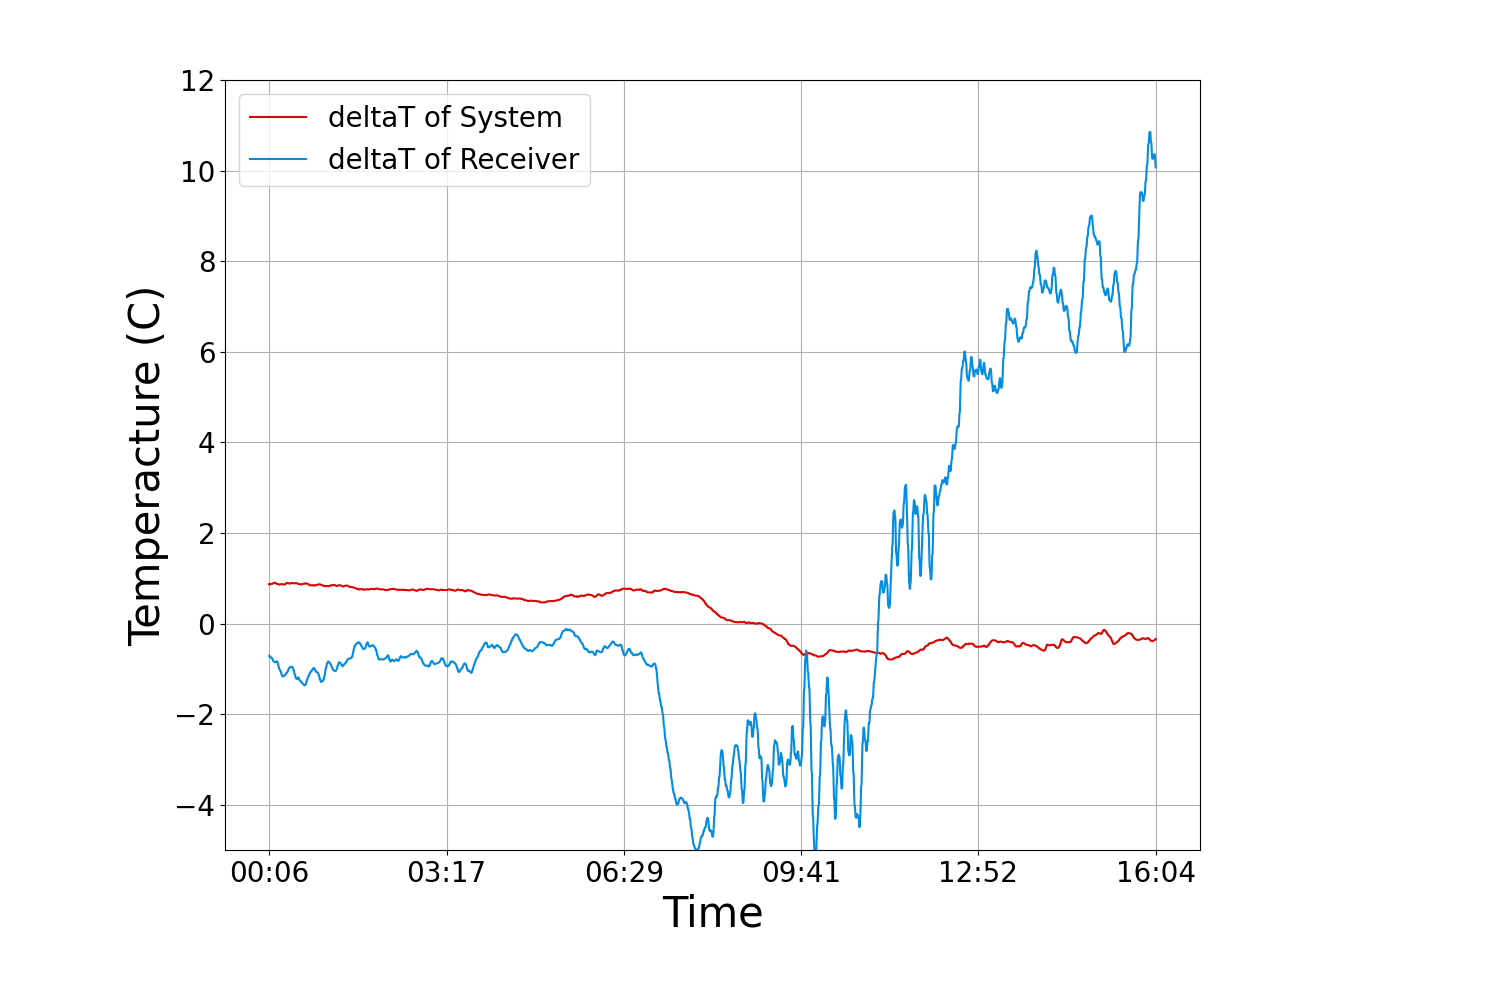 deltaT of System
deltaT of Receiver
Temperacture (C)
12
10
8
6
4
2
0
−2
−4
00:06 03:17 06:29 09:41 12:52 16:04
Time